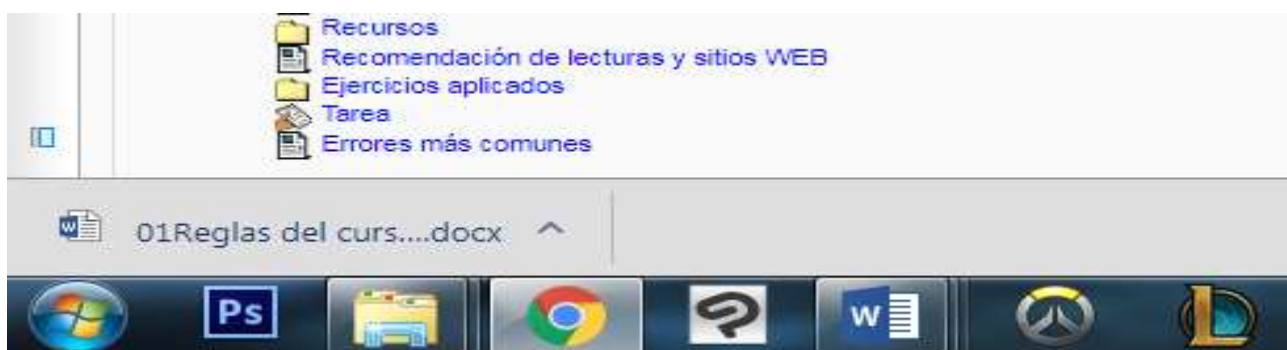 Recursos
Recomendación de lecturas y sitios WEB
Ejercicios aplicados
Tarea
Errores más comunes
01Reglas del curs....docx
Ps
W